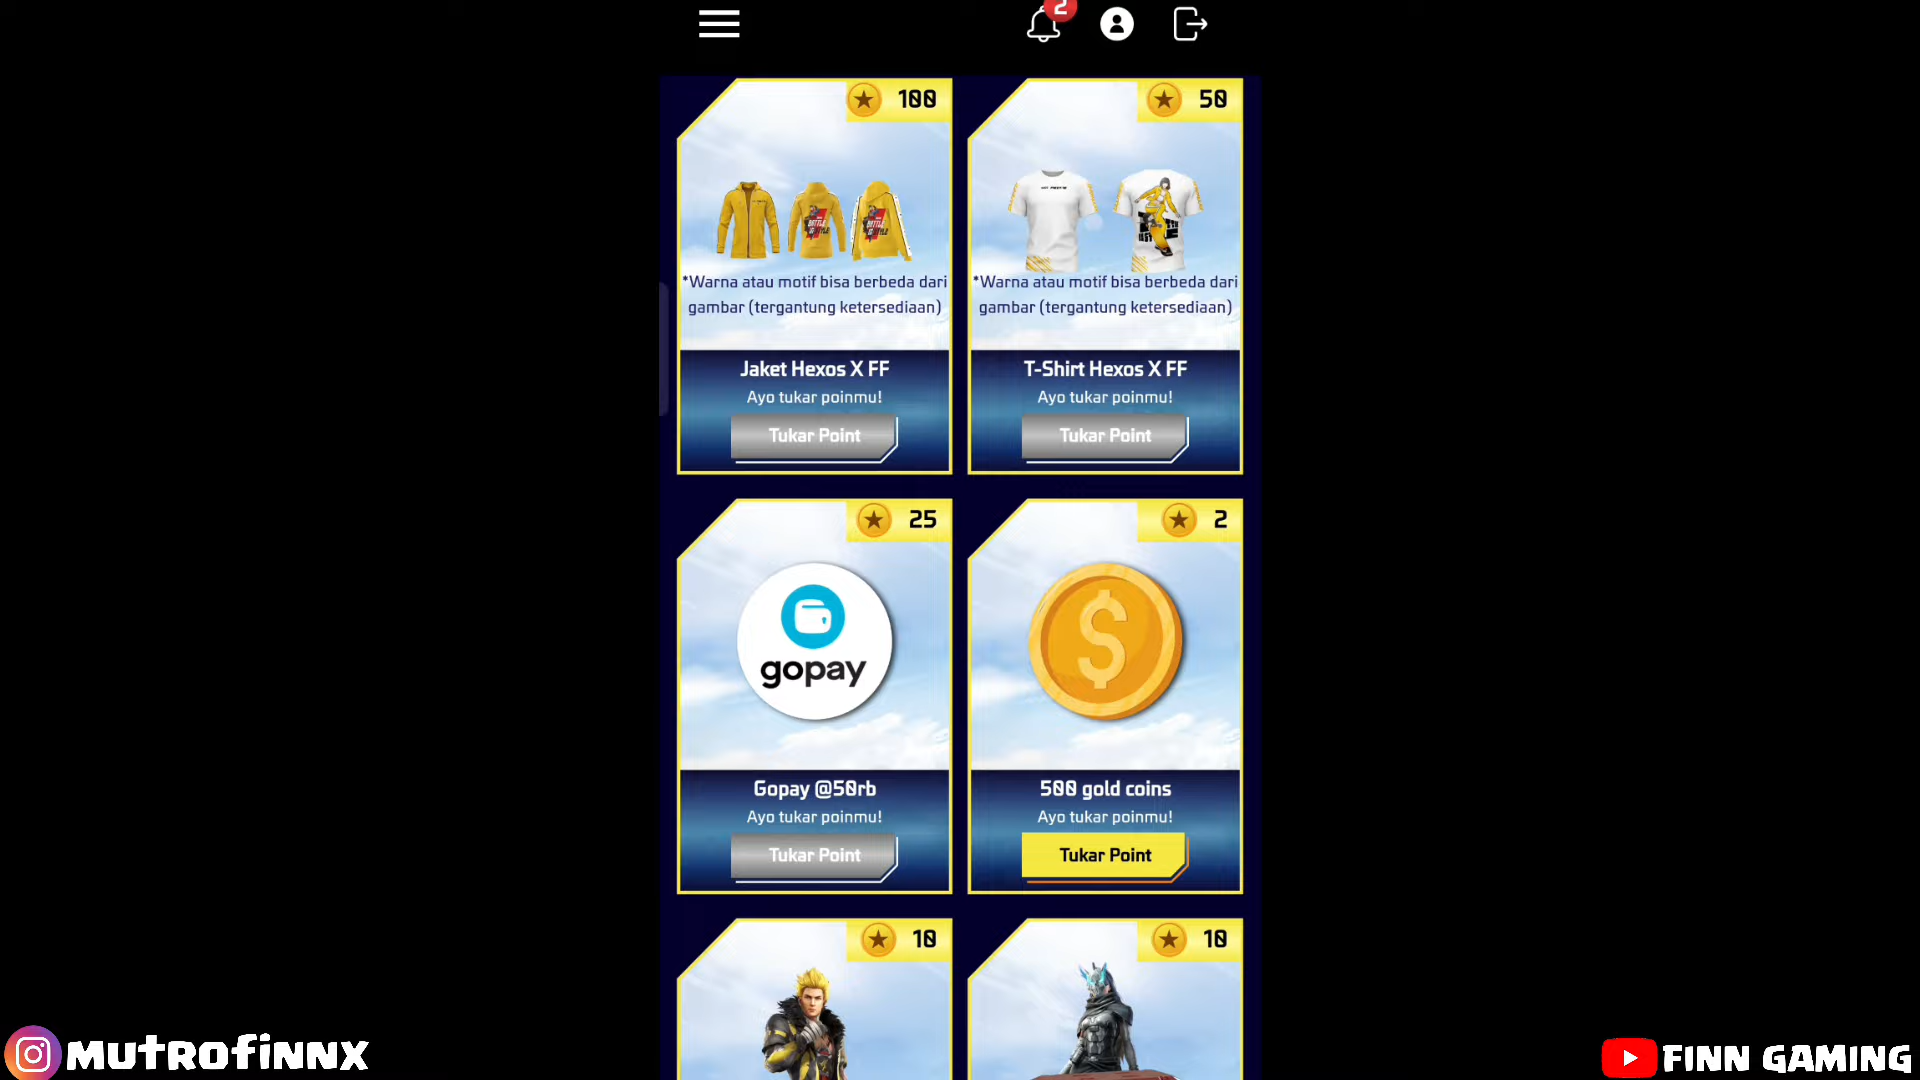 2
100
50
*Warna atau motif bisa berbeda dari
gambar (tergantung ketersediaan)
*Warna atau motif bisa berbeda dari
gambar (tergantung ketersediaan)
Jaket Hexos X FF
Ayo tukar poinmu!
Tukar Point
T-Shirt Hexos X FF
Ayo tukar poinmu!
Tukar Point
25
2
gopay
$
Gopay @50rb
Ayo tukar poinmu!
Tukar Point
500 gold coins
Ayo tukar poinmu!
Tukar Point
10
10
MUTROFINNX
FINN GAMING